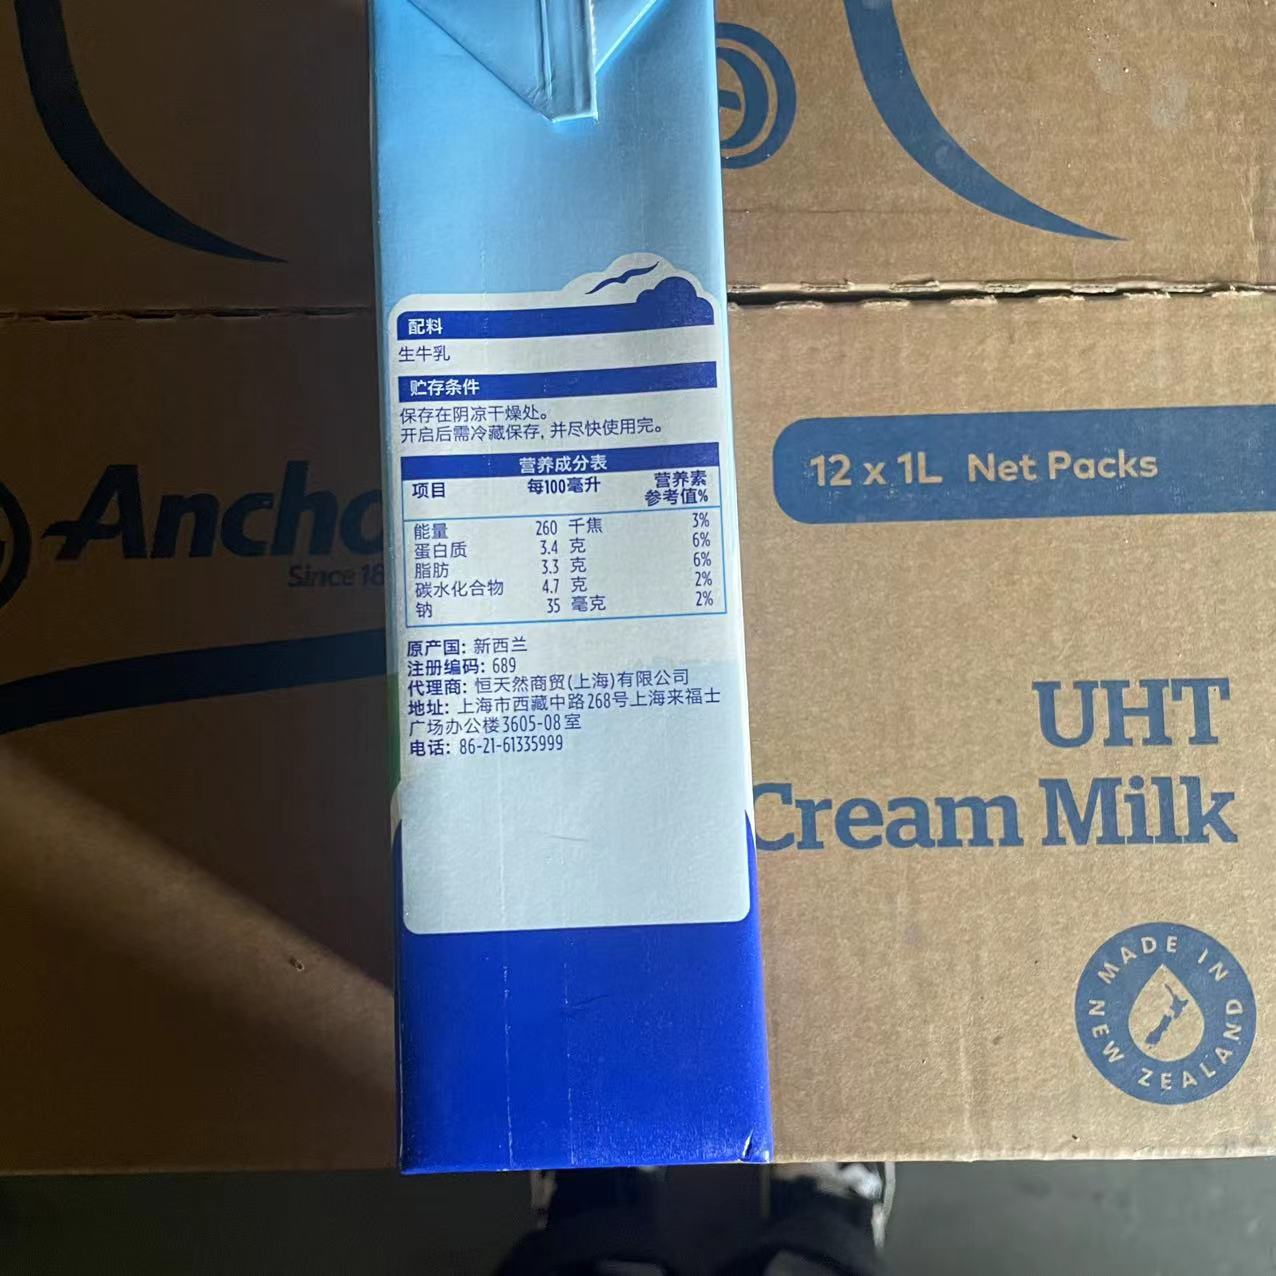 配料
生牛乳
贮存条件
保存在阴凉干燥处。
开启后需冷藏保存, 并尽快使用完。
营养成分表
项目 每100毫升 营养素
参考值%
能量 260 千焦 3%
蛋白质 3.4 克 6%
脂肪 3.3 克 6%
碳水化合物 4.7 克 2%
钠 35 毫克 2%
原产国: 新西兰
注册编码: 689
代理商: 恒天然商贸(上海)有限公司
地址: 上海市西藏中路268号上海来福士
广场办公楼3605-08室
电话: 86-21-61335999
Ancho
Since 18
12 x 1L Net Packs
UHT
Cream Milk
MADE IN NEW ZEALAND